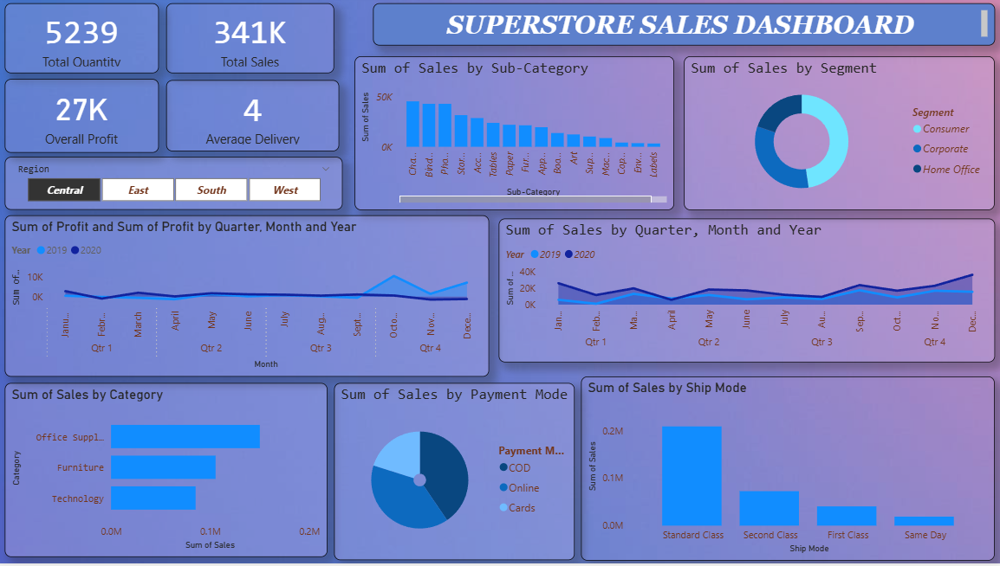 5239
Total Quantity
341K
Total Sales
SUPERSTORE SALES DASHBOARD
27K
Overall Profit
4
Average Delivery
Region
Central
East
South
West
Sum of Sales by Sub-Category
Sum of Sales
50K
0K
Cha...
Bind...
Pho...
Stor...
Acc...
Tables
Paper
Fur...
App...
Boo...
Art
Sup...
Mac...
Cop...
Env...
Labels
Sub-Category
Sum of Sales by Segment
Segment
Consumer
Corporate
Home Office
Sum of Profit and Sum of Profit by Quarter, Month and Year
Year 2019 2020
Sum of...
10K
0K
Janu...
Febr...
March
April
May
June
July
Aug...
Sept...
Octo...
Nov...
Dece...
Qtr 1
Qtr 2
Qtr 3
Qtr 4
Month
Sum of Sales by Quarter, Month and Year
Year 2019 2020
Sum of...
40K
20K
0K
Jan...
Feb...
Ma...
April
May
June
July
Au...
Sep...
Oct...
No...
Dec...
Qtr 1
Qtr 2
Qtr 3
Qtr 4
Sum of Sales by Category
Category
Office Suppl...
Furniture
Technology
0.0M
0.1M
0.2M
Sum of Sales
Sum of Sales by Payment Mode
Payment M...
COD
Online
Cards
Sum of Sales by Ship Mode
Sum of Sales
0.2M
0.1M
0.0M
Standard Class
Second Class
First Class
Same Day
Ship Mode